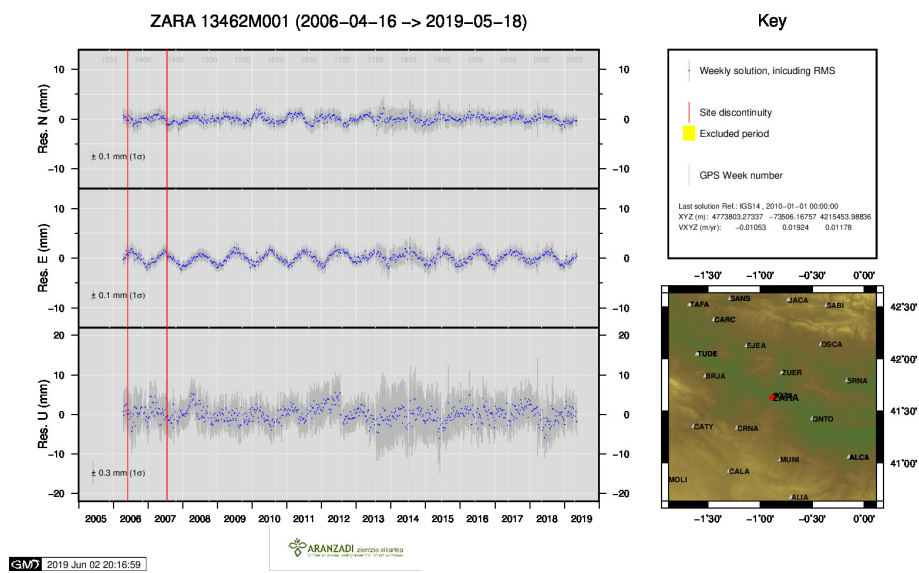 ZARA 13462M001 (2006−04−16 −> 2019−05−18)
Key
1350 1400 1450 1500 1550 1600 1650 1700 1750 1800 1850 1900 1950 2000 2050
Res. N (mm)
10 0 −10
± 0.1 mm (1σ)
10 0 −10
Res. E (mm)
10 0 −10
± 0.1 mm (1σ)
10 0 −10
Res. U (mm)
20 10 0 −10 −20
± 0.3 mm (1σ)
20 10 0 −10 −20
2005 2006 2007 2008 2009 2010 2011 2012 2013 2014 2015 2016 2017 2018 2019
Weekly solution, inlcuding RMS
Site discontinuity
Excluded period
GPS Week number
Last solution Ref.: IGS14 , 2010−01−01 00:00:00
XYZ (m): 4773803.27337 −73506.16757 4215453.98836
VXYZ (m/yr): −0.01053 0.01924 0.01178
−1˚30' −1˚00' −0˚30' 0˚00'
TAFA SANS JACA SABI
42˚30'
CARC
EJEA OSCA
TUDE
42˚00'
BRJA ZUER SRNA
ZARA
41˚30'
CATY CRNA QNTO
MUNI ALCA
41˚00'
CALA
MOLI
ALIA
−1˚30' −1˚00' −0˚30' 0˚00'
ARANZADI zientzia elkartea
GMT 2019 Jun 02 20:16:59